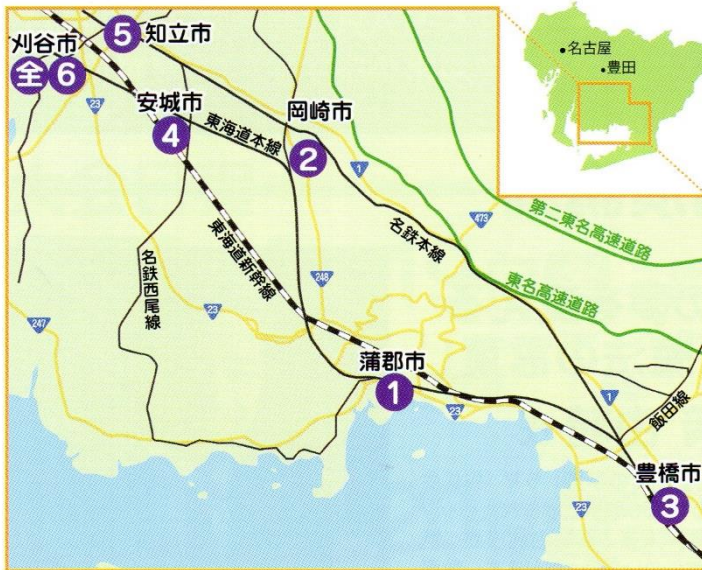 刈谷市
全
6
5
知立市
名古屋
豊田
23
安城市
4
東海道本線
岡崎市
2
1
473
第二東名高速道路
名鉄本線
東名高速道路
名鉄西尾線
東海道新幹線
248
247
23
蒲郡市
1
23
1
飯田線
豊橋市
3
23